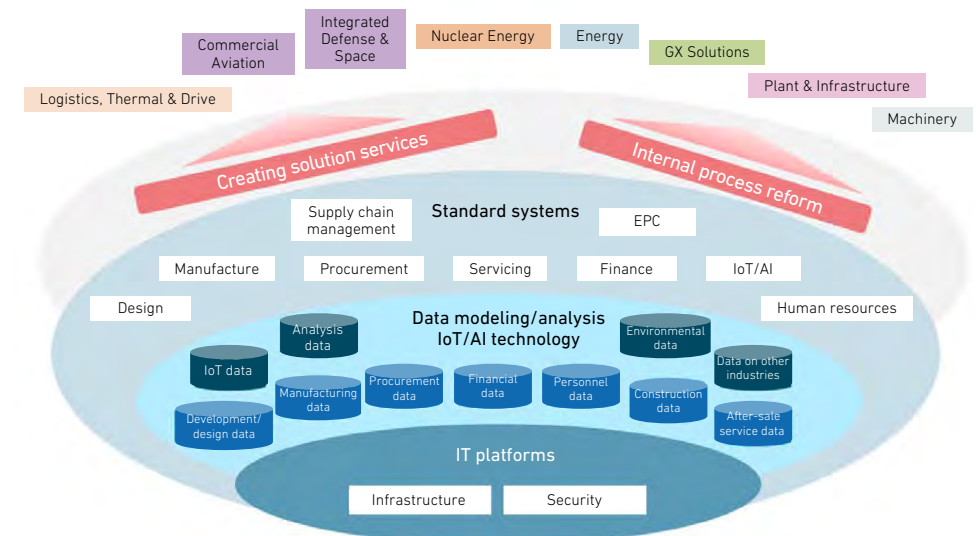 Integrated
Defense &
Space
Commercial
Aviation
Nuclear Energy
Energy
GX Solutions
Logistics, Thermal & Drive
Plant & Infrastructure
Machinery
Creating solution services
Internal process reform
Standard systems
Supply chain
management
EPC
Manufacture
Procurement
Servicing
Finance
IoT/AI
Design
Human resources
Data modeling/analysis
IoT/AI technology
Analysis
data
Environmental
data
IoT data
Data on other
industries
Manufacturing
data
Procurement
data
Financial
data
Personnel
data
Construction
data
Development/
design data
After-sale
service data
IT platforms
Infrastructure
Security